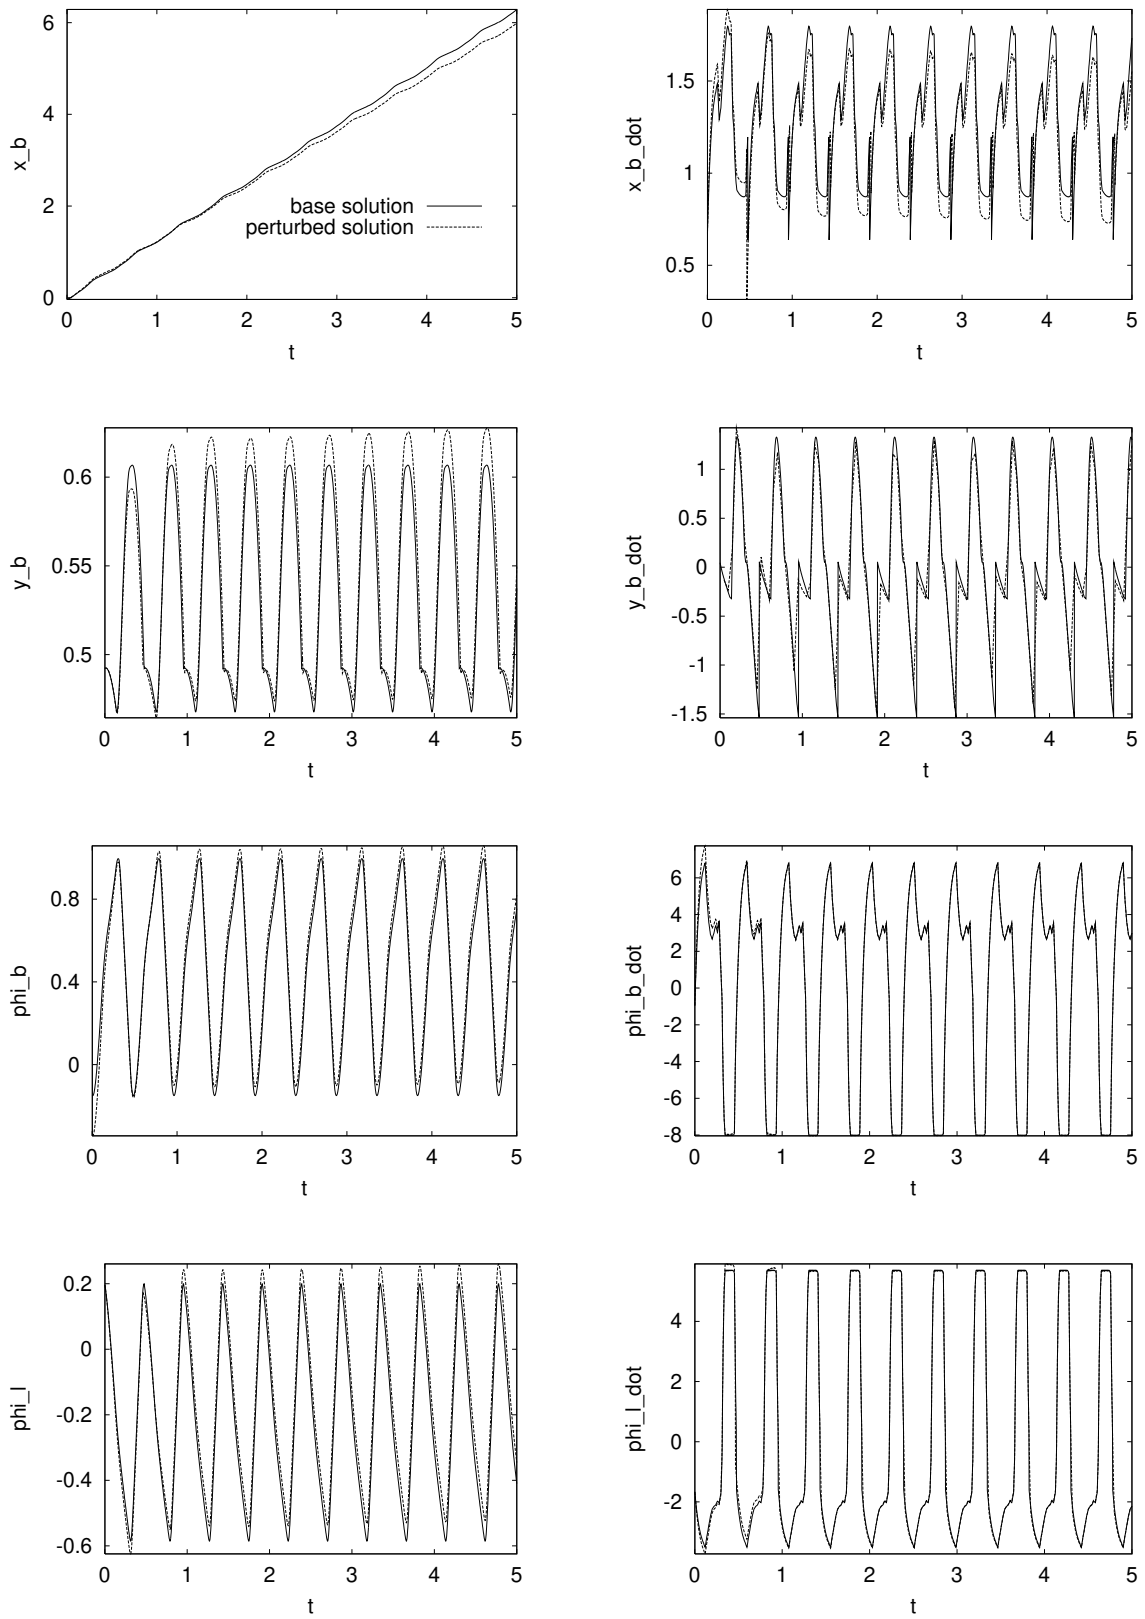 6
4
2
0
x_b
base solution
perturbed solution
0 1 2 3 4 5
t
1.5
1
0.5
x_b_dot
0 1 2 3 4 5
t
0.6
0.55
0.5
y_b
0 1 2 3 4 5
t
1
0.5
0
-0.5
-1
-1.5
y_b_dot
0 1 2 3 4 5
t
0.8
0.4
0
phi_b
0 1 2 3 4 5
t
6
4
2
0
-2
-4
-6
-8
phi_b_dot
0 1 2 3 4 5
t
0.2
0
-0.2
-0.4
-0.6
phi_l
0 1 2 3 4 5
t
4
2
0
-2
phi_l_dot
0 1 2 3 4 5
t